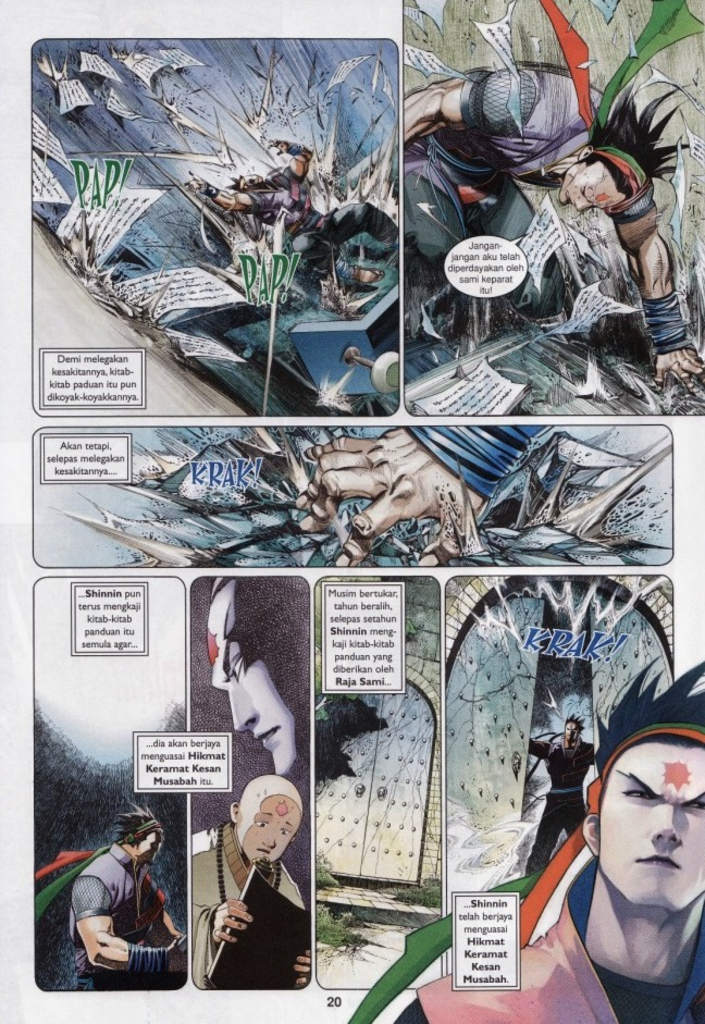 PAP!
PAP!
Demi melegakan
kesakitannya, kitab-
kitab paduan itu pun
dikoyak-koyakkannya.
Jangan-
jangan aku telah
diperdayakan oleh
sami keparat
itu!
Akan tetapi,
selepas melegakan
kesakitannya....
KRAK!
...Shinnin pun
terus mengkaji
kitab-kitab
panduan itu
semula agar...
...dia akan berjaya
menguasai Hikmat
Keramat Kesan
Musabah itu.
Musim bertukar,
tahun beralih,
selepas setahun
Shinnin meng-
kaji kitab-kitab
panduan yang
diberikan oleh
Raja Sami...
KRAK!
...Shinnin
telah berjaya
menguasai
Hikmat
Keramat
Kesan
Musabah.
20